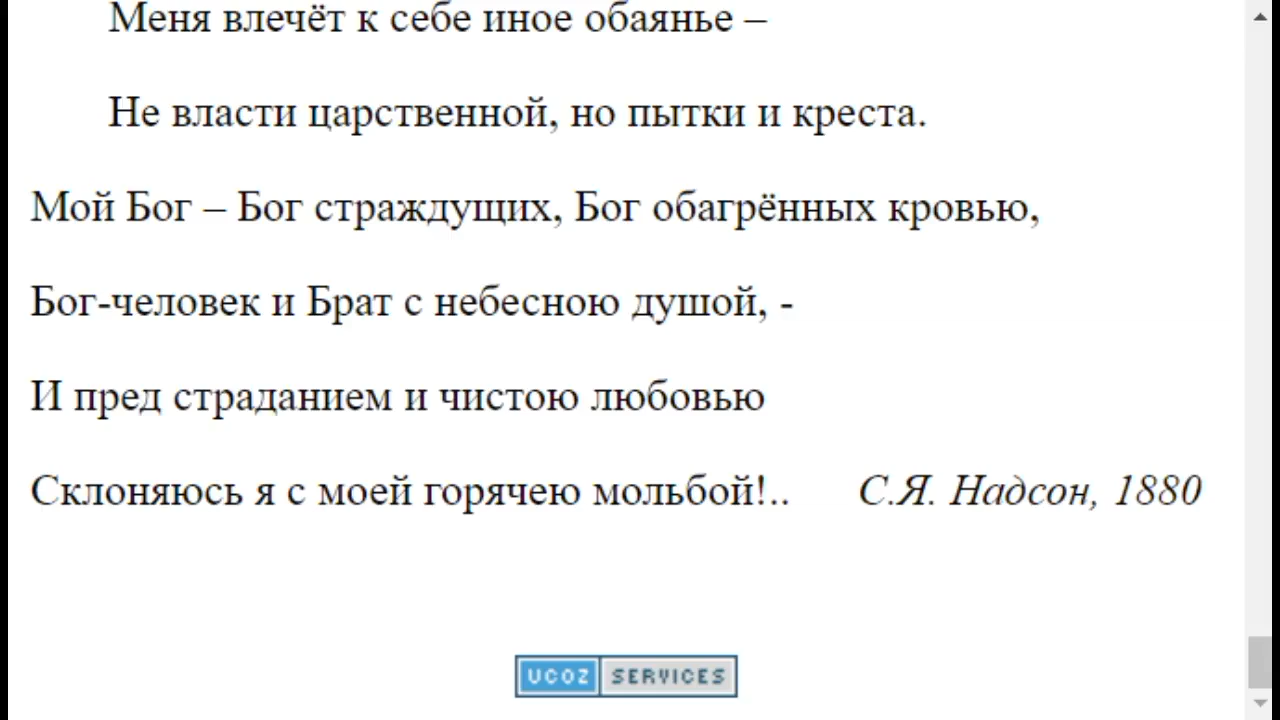 Меня влечёт к себе иное обаянье –
Не власти царственной, но пытки и креста.
Мой Бог – Бог страждущих, Бог обагрённых кровью,
Бог-человек и Брат с небесною душой, -
И пред страданием и чистою любовью
Склоняюсь я с моей горячею мольбой!.. С.Я. Надсон, 1880
UCOZ SERVICES